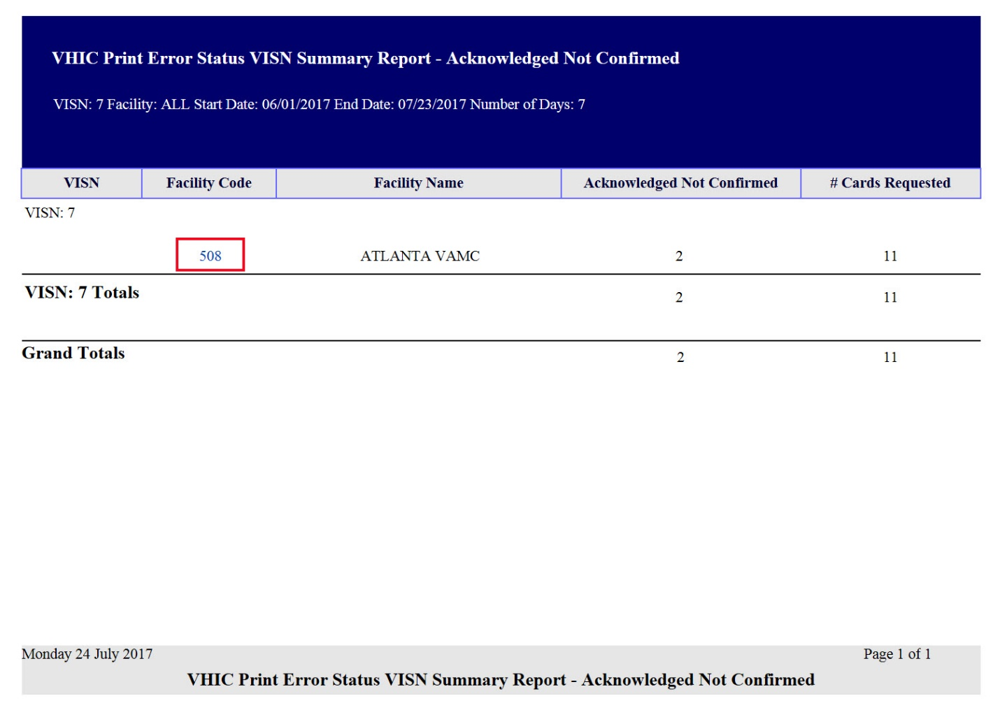 VHIC Print Error Status VISN Summary Report - Acknowledged Not Confirmed
VISN: 7 Facility: ALL Start Date: 06/01/2017 End Date: 07/23/2017 Number of Days: 7
VISN Facility Code Facility Name Acknowledged Not Confirmed # Cards Requested
VISN: 7
508 ATLANTA VAMC 2 11
VISN: 7 Totals 2 11
Grand Totals 2 11
Monday 24 July 2017 Page 1 of 1
VHIC Print Error Status VISN Summary Report - Acknowledged Not Confirmed